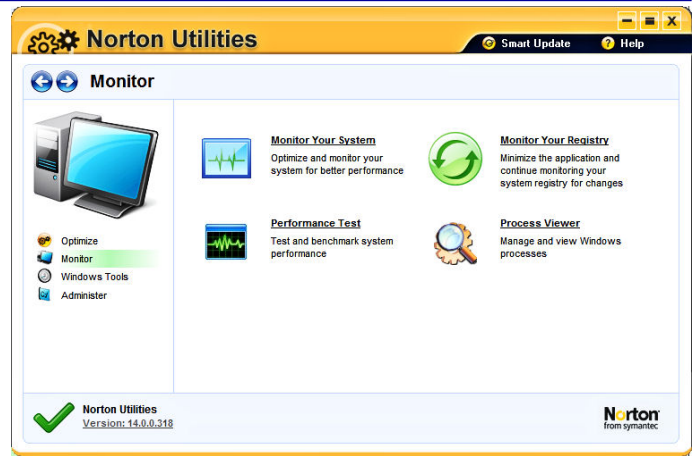 Norton Utilities
Smart Update
Help
Monitor
Monitor Your System
Optimize and monitor your
system for better performance
Monitor Your Registry
Minimize the application and
continue monitoring your
system registry for changes
Performance Test
Test and benchmark system
performance
Process Viewer
Manage and view Windows
processes
Optimize
Monitor
Windows Tools
Administer
Norton Utilities
Version: 14.0.0.318
Norton
from symantec